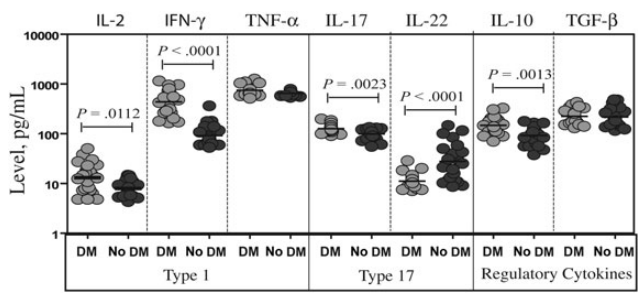 IL-2 IFN-γ TNF-α IL-17 IL-22 IL-10 TGF-β
10000
P < .0001
1000
P = .0023 P = .0013
P < .0001
P = .0112
100
10
1
Level, pg/mL
DM No DM DM No DM DM No DM DM No DM DM No DM DM No DM DM No DM
Type 1 Type 17 Regulatory Cytokines